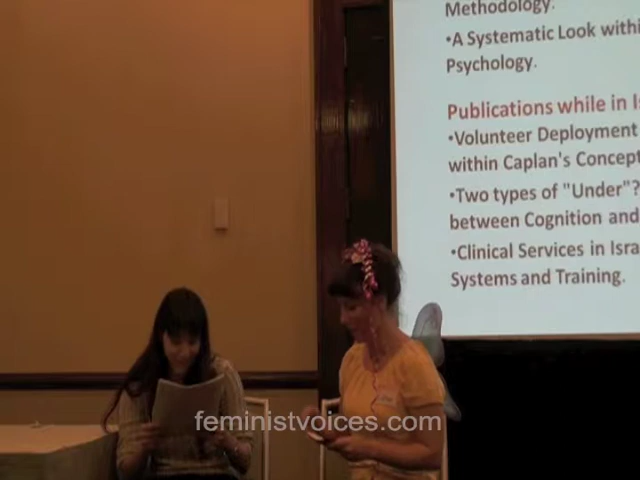 Methodology.
•A Systematic Look withi
Psychology.
Publications while in Is
•Volunteer Deployment
within Caplan's Concept
•Two types of "Under"?
between Cognition and
•Clinical Services in Isra
Systems and Training.
feministvoices.com